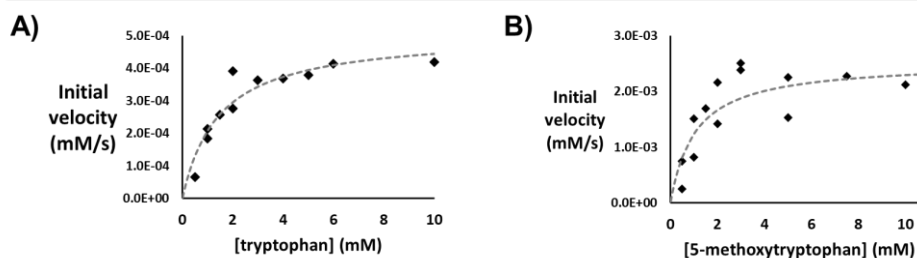 A)
Initial
velocity
(mM/s)
5.0E-04
4.0E-04
3.0E-04
2.0E-04
1.0E-04
0.0E+00
0 2 4 6 8 10
[tryptophan] (mM)
B)
Initial
velocity
(mM/s)
3.0E-03
2.0E-03
1.0E-03
0.0E+00
0 2 4 6 8 10
[5-methoxytryptophan] (mM)